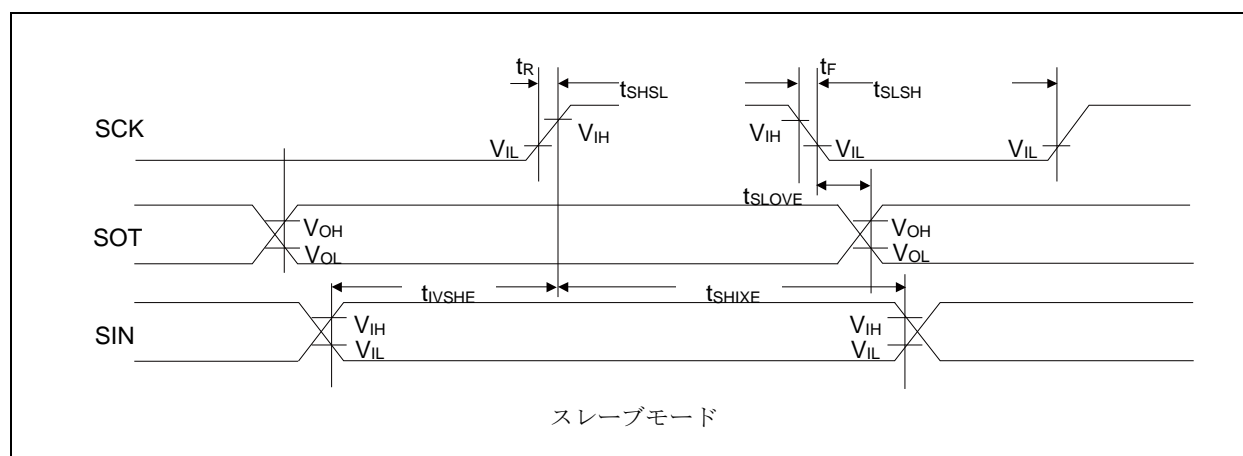 tR tSHSL tF tSLSH
SCK VIL VIH VIH VIL VIL
tSLOVE
SOT VOH VOH
VOL VOL
tIVSHE tSHIXE
SIN VIH VIH
VIL VIL
スレーブモード